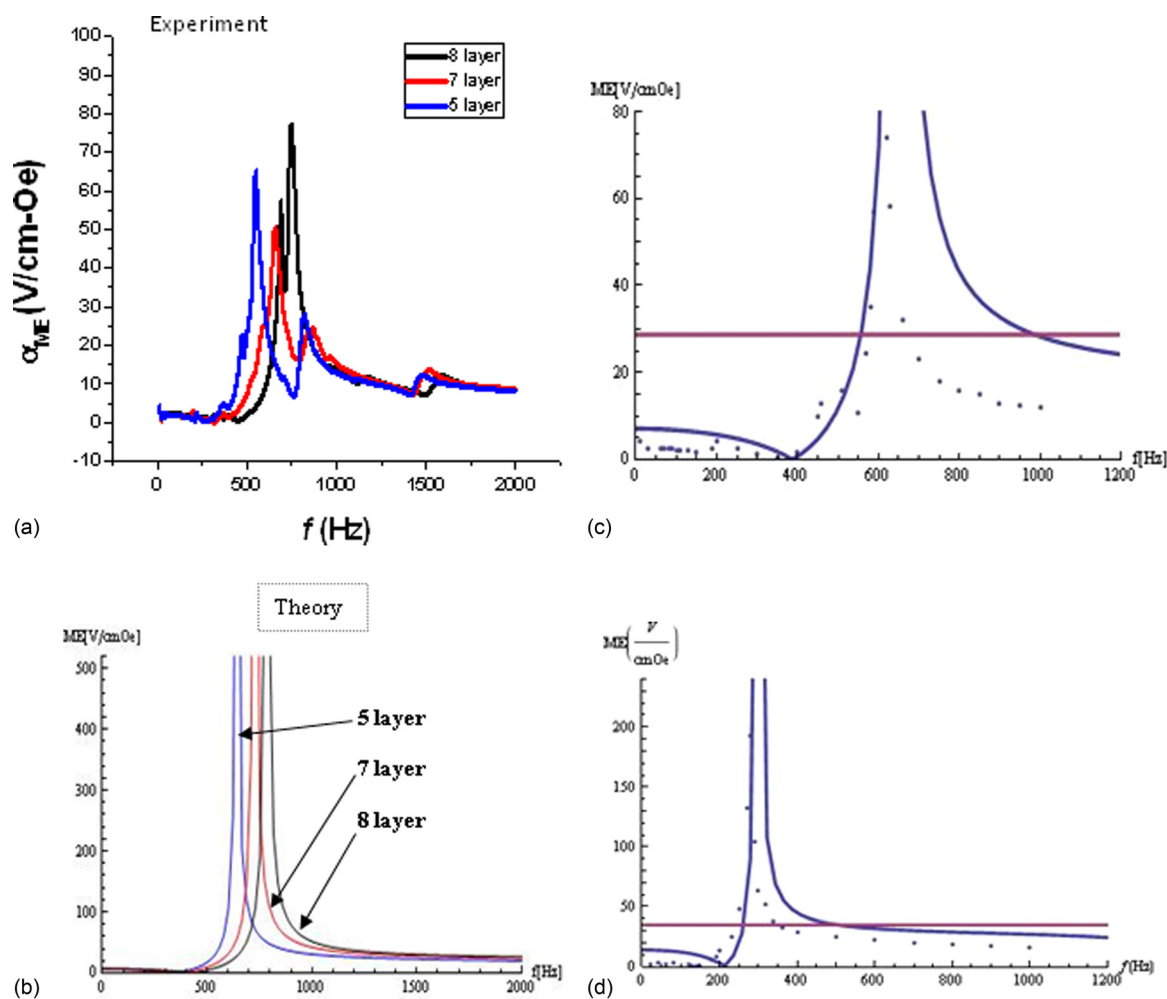 Experiment
100
90
80
70
60
50
40
30
20
10
0
-10
8 layer
7 layer
5 layer
αME (V/cm-Oe)
0 500 1000 1500 2000
f (Hz)
(a)
ME[V/cmOe]
80
60
40
20
0
0 200 400 600 800 1000 1200
f[Hz]
(c)
Theory
ME[V/cmOe]
500
400
300
200
100
0
5 layer
7 layer
8 layer
0 500 1000 1500 2000
f[Hz]
(b)
ME(V/cmOe)
200
150
100
50
0
0 200 400 600 800 1000 1200
f(Hz)
(d)